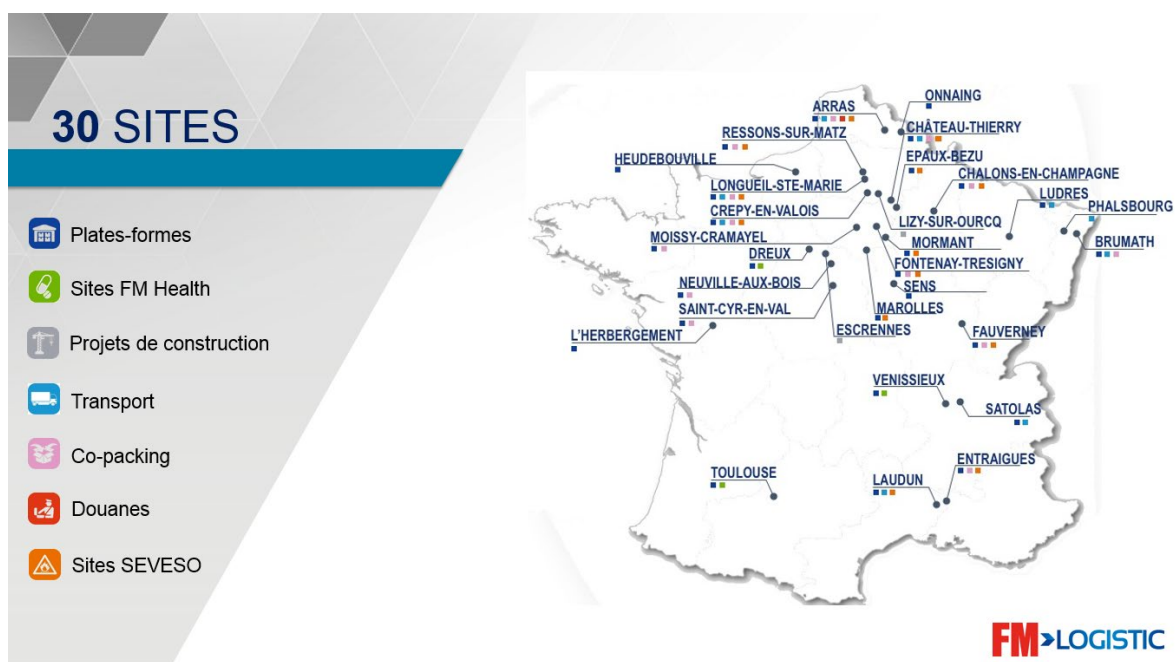 30 SITES
Plates-formes
Sites FM Health
Projets de construction
Transport
Co-packing
Douanes
Sites SEVESO
ONNAING
ARRAS
CHÂTEAU-THIERRY
RESSONS-SUR-MATZ
EPAUX-BEZU
HEUDEBOUVILLE
CHALONS-EN-CHAMPAGNE
LONGUEIL-STE-MARIE
LUDRES
PHALSBOURG
CREPY-EN-VALOIS
LIZY-SUR-OURCQ
MOISSY-CRAMAYEL
MORMANT
BRUMATH
DREUX
FONTENAY-TRESIGNY
NEUVILLE-AUX-BOIS
SENS
SAINT-CYR-EN-VAL
MAROLLES
L'HERBERGEMENT
ESCRENNES
FAUVERNEY
VENISSIEUX
SATOLAS
ENTRAIGUES
TOULOUSE
LAUDUN
FM LOGISTIC